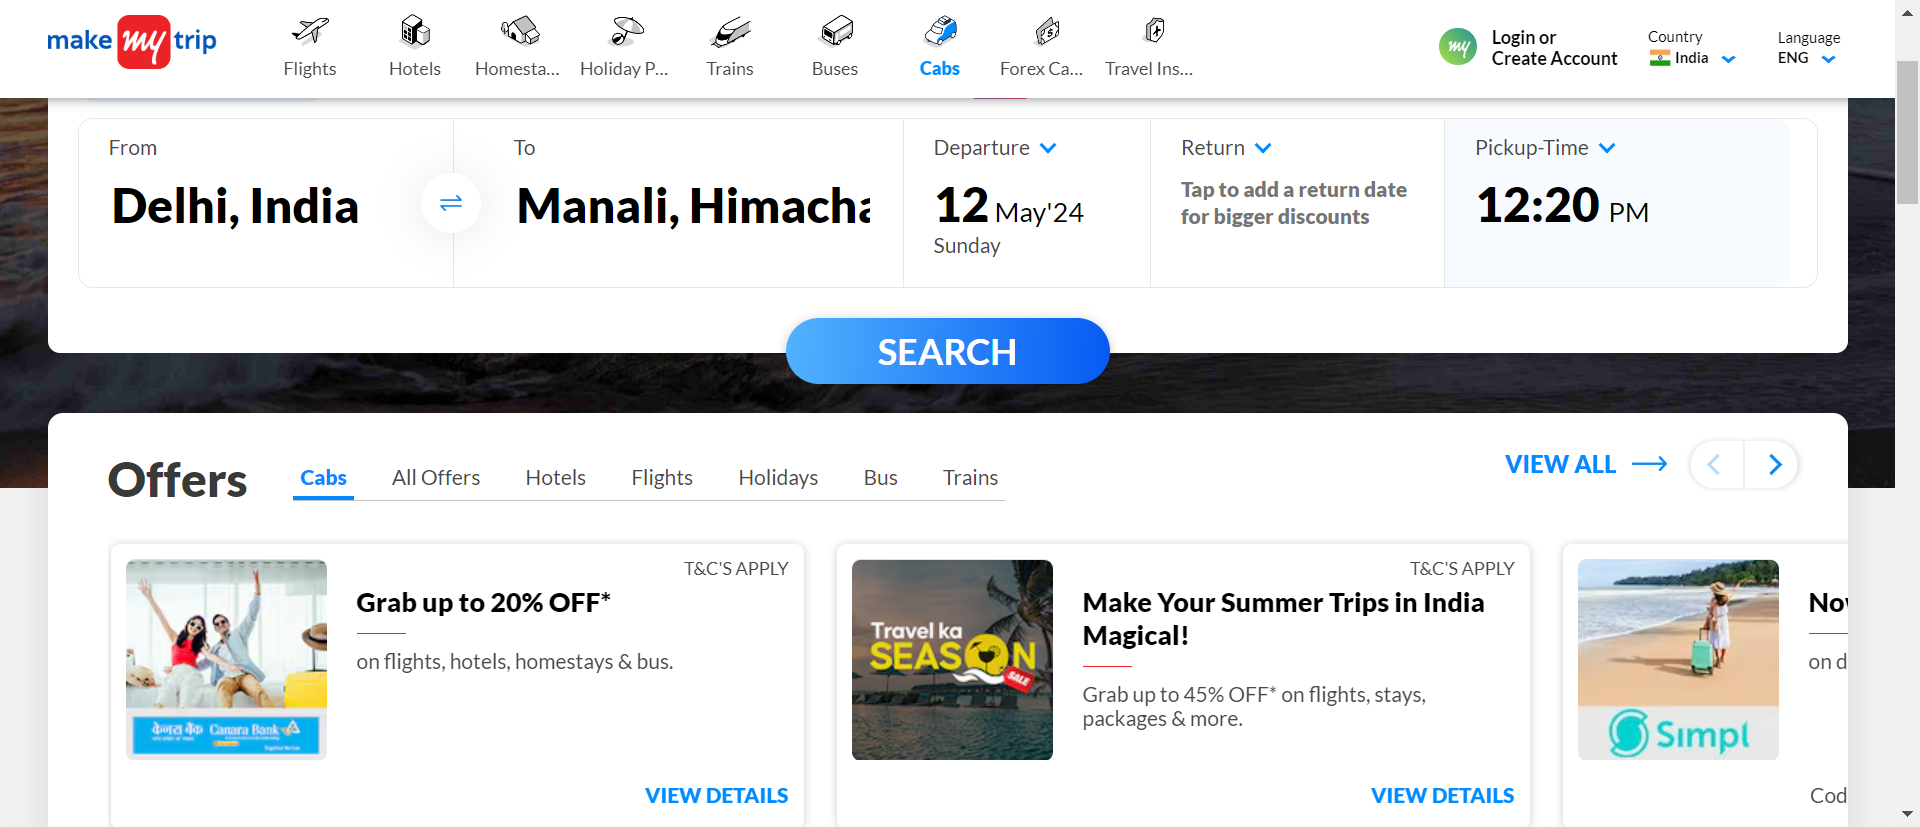 make my trip
Flights
Hotels
Homesta...
Holiday P...
Trains
Buses
Cabs
Forex Ca...
Travel Ins...
my
Login or
Create Account
Country
India
Language
ENG
From
Delhi, India
To
Manali, Himacha
Departure
12 May'24
Sunday
Return
Tap to add a return date
for bigger discounts
Pickup-Time
12:20 PM
SEARCH
Offers
Cabs
All Offers
Hotels
Flights
Holidays
Bus
Trains
VIEW ALL
T&C'S APPLY
Grab up to 20% OFF*
on flights, hotels, homestays & bus.
केनरा बैंक Canara Bank
VIEW DETAILS
T&C'S APPLY
Travel ka
SEASON
SALE
Make Your Summer Trips in India
Magical!
Grab up to 45% OFF* on flights, stays,
packages & more.
VIEW DETAILS
Simpl
Nov
on d
Cod